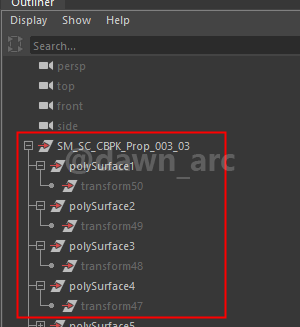 Outliner
Display Show Help
Search...
persp
top
front
side
SM_SC_CBPK_Prop_003_03
@dawn_arc
polySurface1
transform50
polySurface2
transform49
polySurface3
transform48
polySurface4
transform47
polySurface5